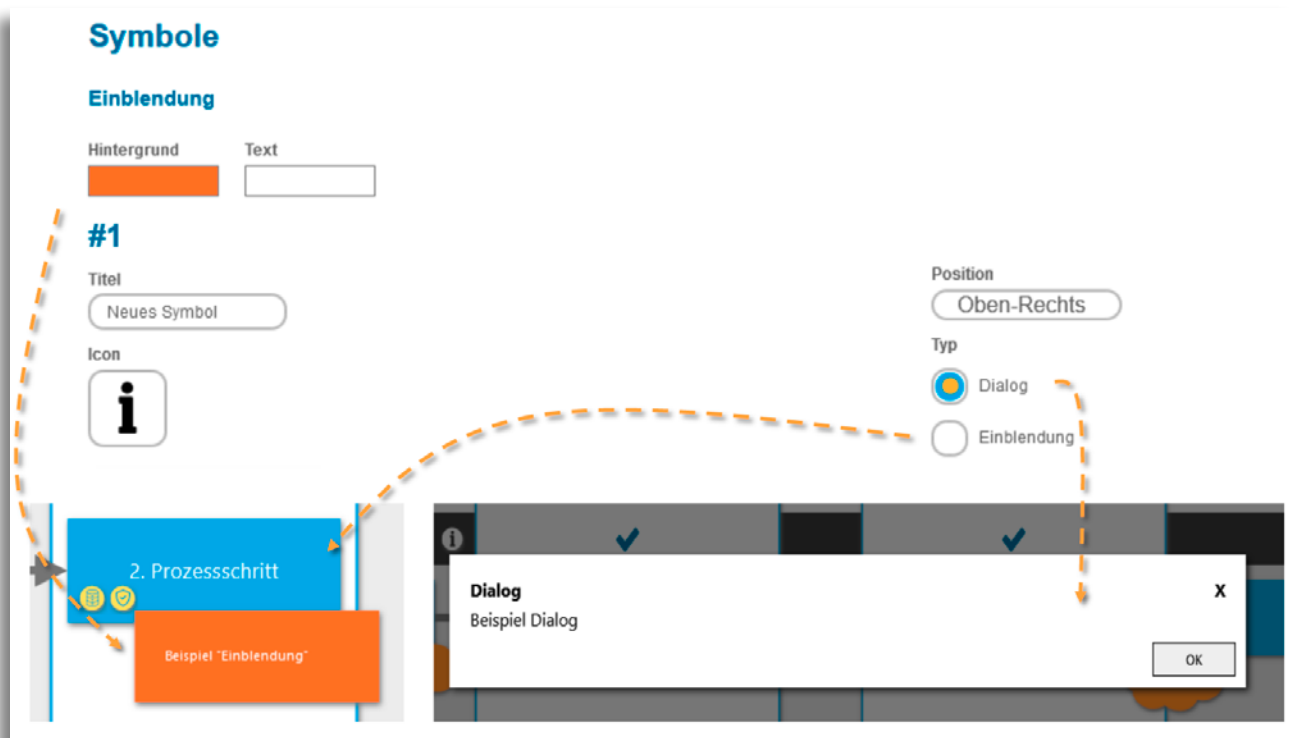 Symbole
Einblendung
Hintergrund Text
#1
Titel
Neues Symbol
Icon
Position
Oben-Rechts
Typ
Dialog
Einblendung
2. Prozessschritt
Beispiel "Einblendung"
Dialog X
Beispiel Dialog
OK